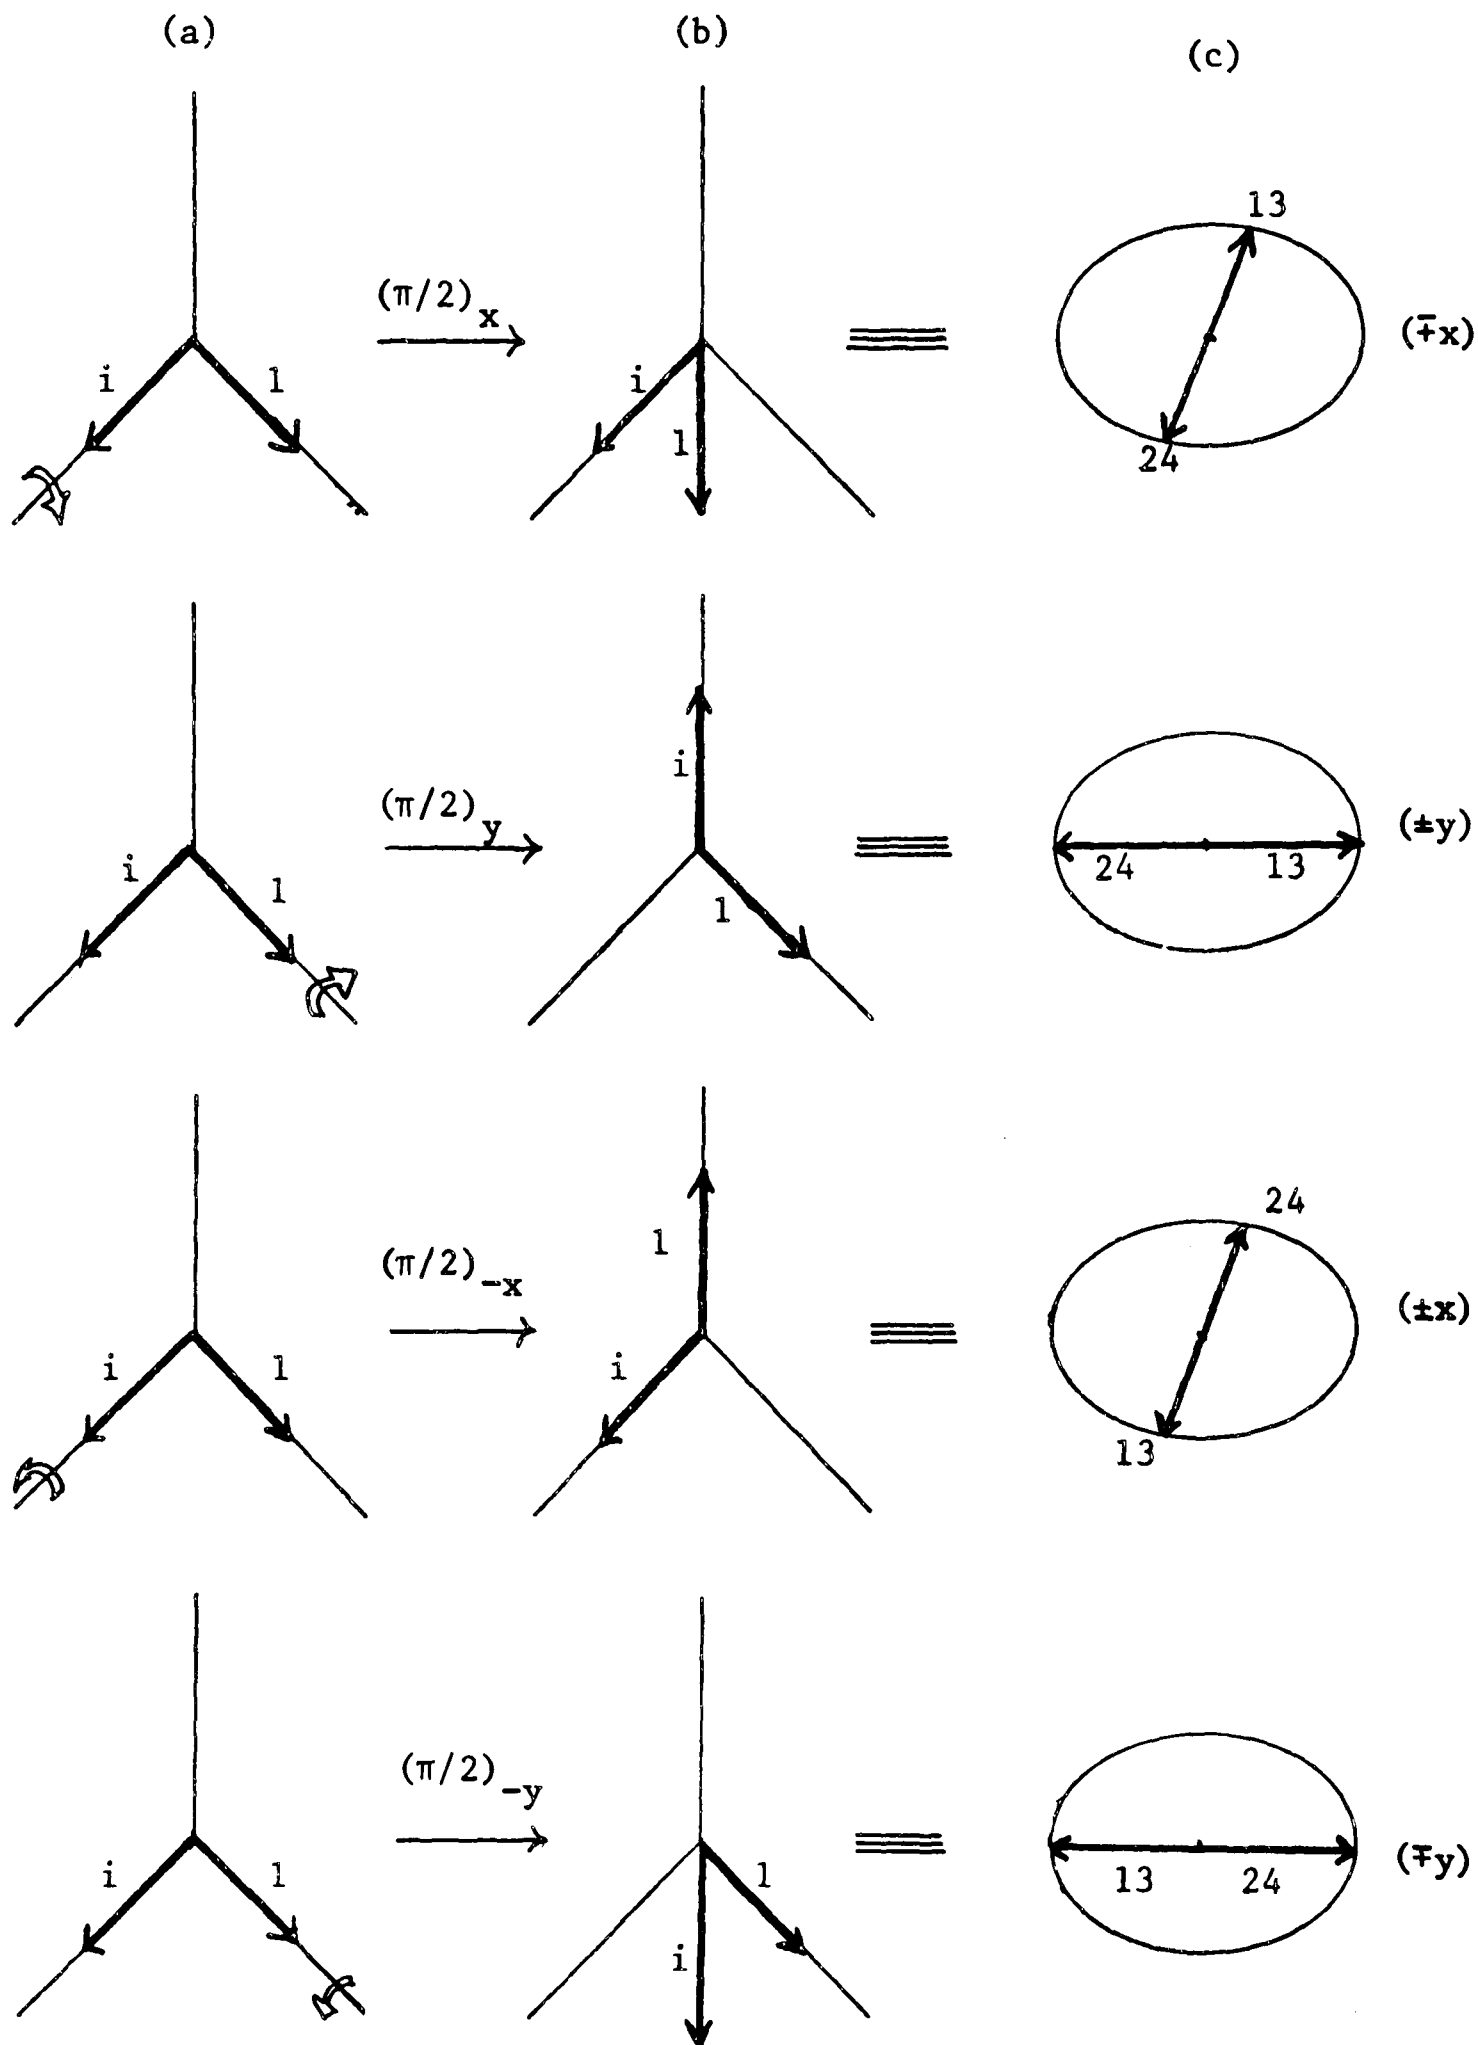 (a) (b) (c)
13
(π/2)x
(∓x)
i 1
i
1
24
(π/2)y
i
(±y)
i 1
24 13
1
24
(π/2)-x
1
(±x)
i 1
i
13
(π/2)-y
(∓y)
i 1
1
13 24
i